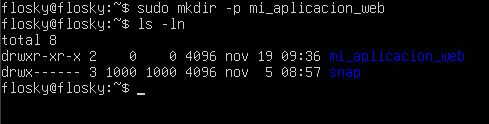 flosky@flosky:~$ sudo mkdir -p mi_aplicacion_web
flosky@flosky:~$ ls -ln
total 8
drwxr-xr-x 2    0    0 4096 nov 19 09:36 mi_aplicacion_web
drwx------ 3 1000 1000 4096 nov  5 08:57 snap
flosky@flosky:~$ _